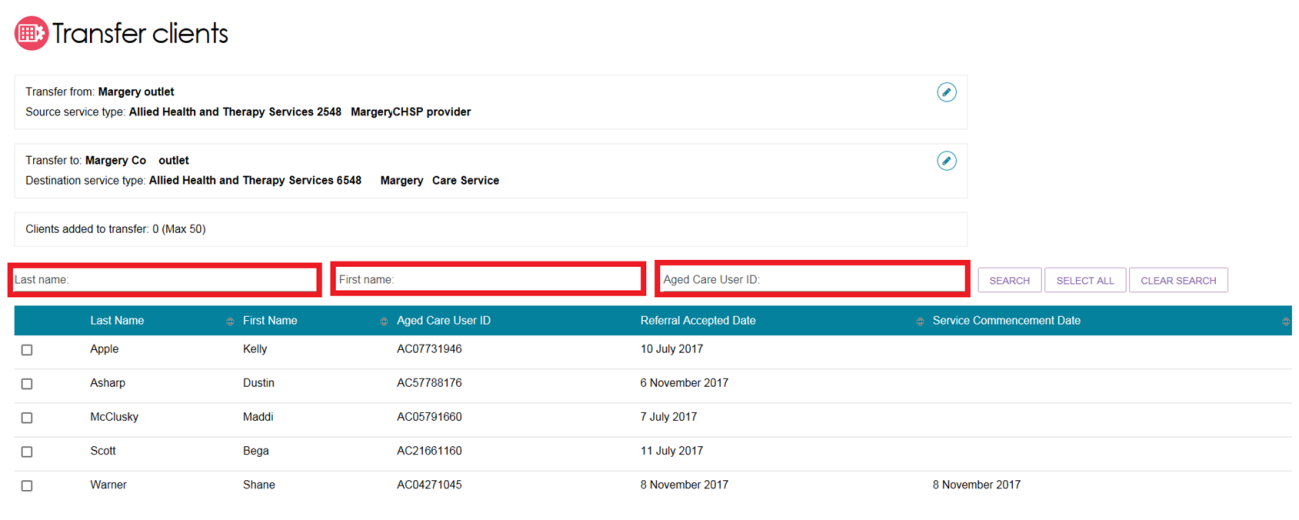 Transfer clients
Transfer from: Margery outlet
Source service type: Allied Health and Therapy Services 2548 MargeryCHSP provider
Transfer to: Margery Co outlet
Destination service type: Allied Health and Therapy Services 6548 Margery Care Service
Clients added to transfer: 0 (Max 50)
Last name: First name: Aged Care User ID: SEARCH SELECT ALL CLEAR SEARCH
Last Name First Name Aged Care User ID Referral Accepted Date Service Commencement Date
Apple Kelly AC07731946 10 July 2017
Asharp Dustin AC57788176 6 November 2017
McClusky Maddi AC05791660 7 July 2017
Scott Bega AC21661160 11 July 2017
Warner Shane AC04271045 8 November 2017 8 November 2017